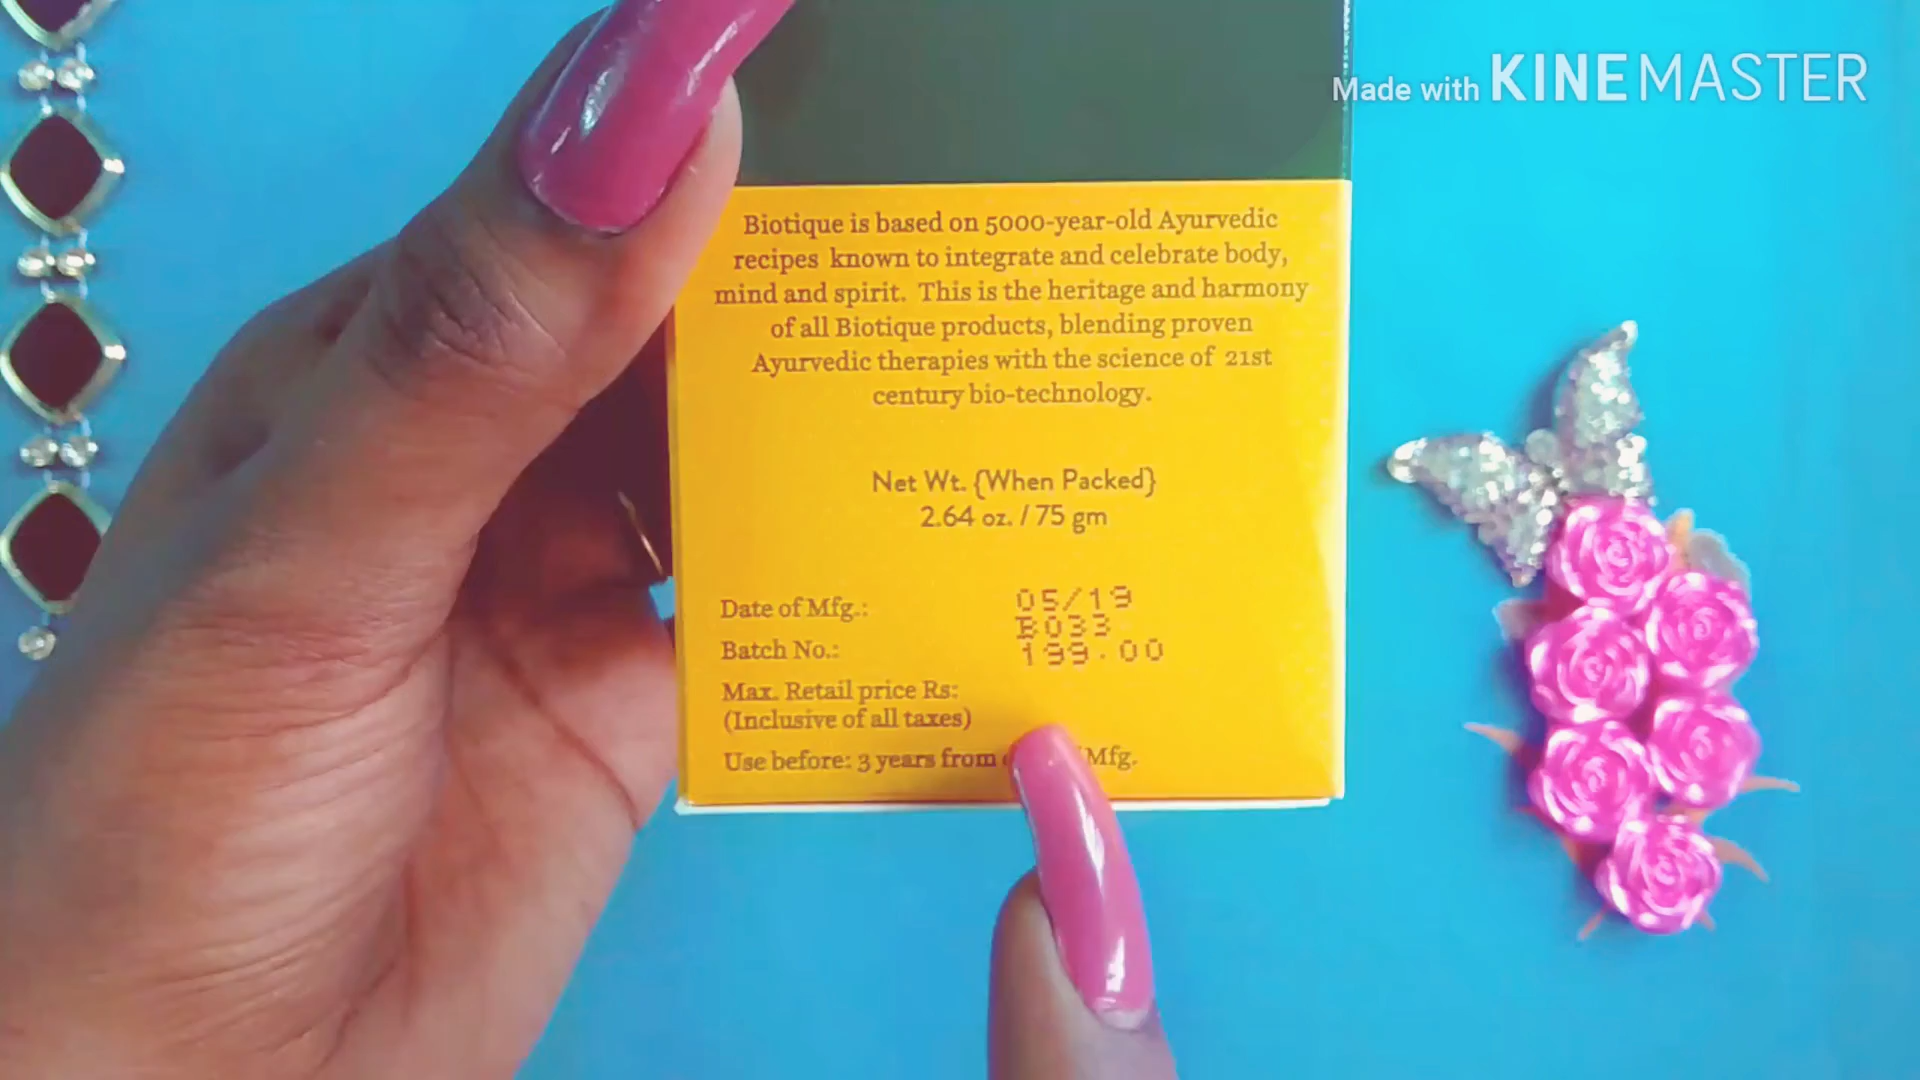 Made with KINEMASTER
Biotique is based on 5000-year-old Ayurvedic
recipes known to integrate and celebrate body,
mind and spirit. This is the heritage and harmony
of all Biotique products, blending proven
Ayurvedic therapies with the science of 21st
century bio-technology.
Net Wt. {When Packed}
2.64 oz. / 75 gm
Date of Mfg.: 05/19
Batch No.: B033
Max. Retail price Rs: 199.00
(Inclusive of all taxes)
Use before: 3 years from Mfg.